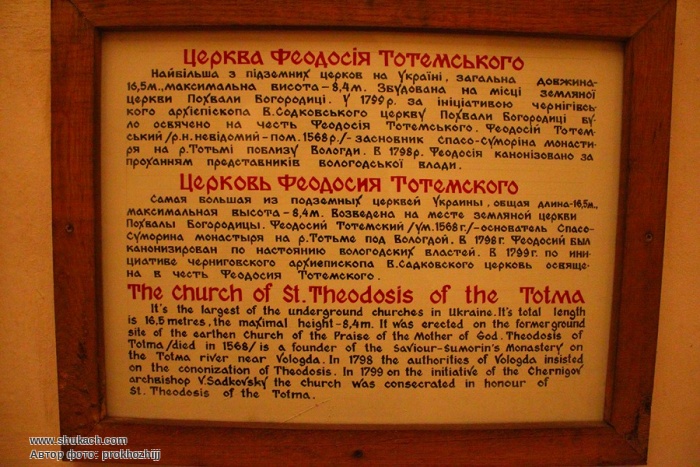 Церква Феодосія Тотемського
Найбільша з підземних церков на Україні, загальна довжина-
16,5м.,максимальна висота-8,4м. Збудована на місці земляної
церкви Похвали Богородиці. У 1799р. за ініціативою чернігівсь-
кого архієпископа В.Содковського церкву Похвали Богородиці бу-
ло освячено на честь Феодосія Тотемського. Феодосій Тотем-
ський /р.н.невідомий-пом.1568р./-засновник Спасо-Суморіна монасти-
ря на р.Тотьмі поблизу Вологди. В 1798р. Феодосія канонізовано за
проханням представників вологодської влади.
Церковь Феодосия Тотемского
Самая большая из подземных церквей Украины, общая длина-16,5м.,
максимальная высота-8,4м. Возведена на месте земляной церкви
Похвалы Богородицы. Феодосий Тотемский /ум.1568г./-основатель Спасо-
Суморина монастыря на р.Тотьме под Вологдой. В 1798г. Феодосий был
канонизирован по настоянию вологодских властей. В 1799г. по ини-
циативе черниговского архиепископа В.Садковского церковь освяще-
на в честь Феодосия Тотемского.
The Church of St.Theodosis of the Totma
It's the largest of the underground churches in Ukraine.It's total length
is 16,5 metres, the maximal height-8,4m. It was erected on the former ground
site of the earthen Church of the Praise of the Mother of God. Theodosis of
Totma/died in 1568/is a founder of the Saviour-Sumorin's Monastery on
the Totma river near Vologda. In 1798 the authorities of Vologda insisted
on the cononization of Theodosis. In 1799 on the initiative of the Chernigov
archbishop V.Sadkovsky the church was consecrated in honour of
St. Theodosis of the Totma.
www.shukach.com
Автор фото: prokhozhijj